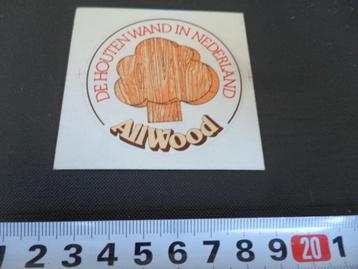 DE HOUTEN WAND IN NEDERLAND
AllWood
1 2 3 4 5 6 7 8 9 20 1